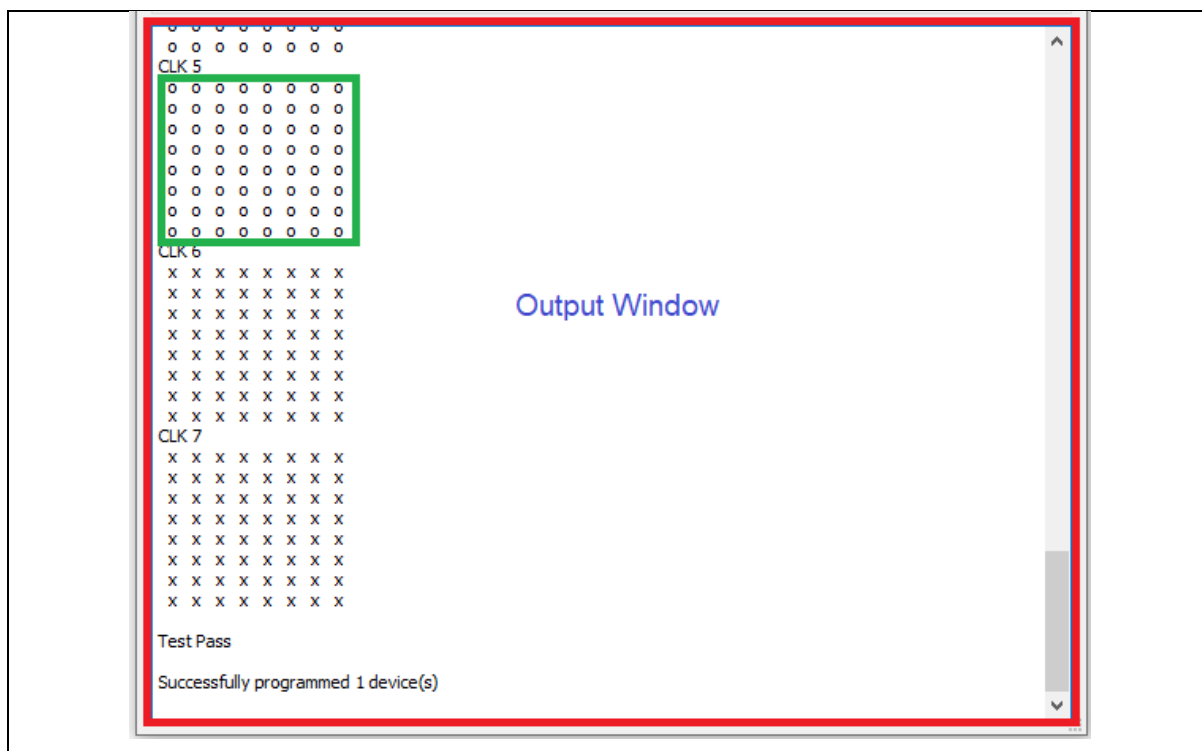 o o o o o o o o
o o o o o o o o
CLK 5
o o o o o o o o
o o o o o o o o
o o o o o o o o
o o o o o o o o
o o o o o o o o
o o o o o o o o
o o o o o o o o
o o o o o o o o
CLK 6
x x x x x x x x
x x x x x x x x
x x x x x x x x
x x x x x x x x
x x x x x x x x
x x x x x x x x
x x x x x x x x
x x x x x x x x
Output Window
CLK 7
x x x x x x x x
x x x x x x x x
x x x x x x x x
x x x x x x x x
x x x x x x x x
x x x x x x x x
x x x x x x x x
x x x x x x x x
Test Pass
Successfully programmed 1 device(s)